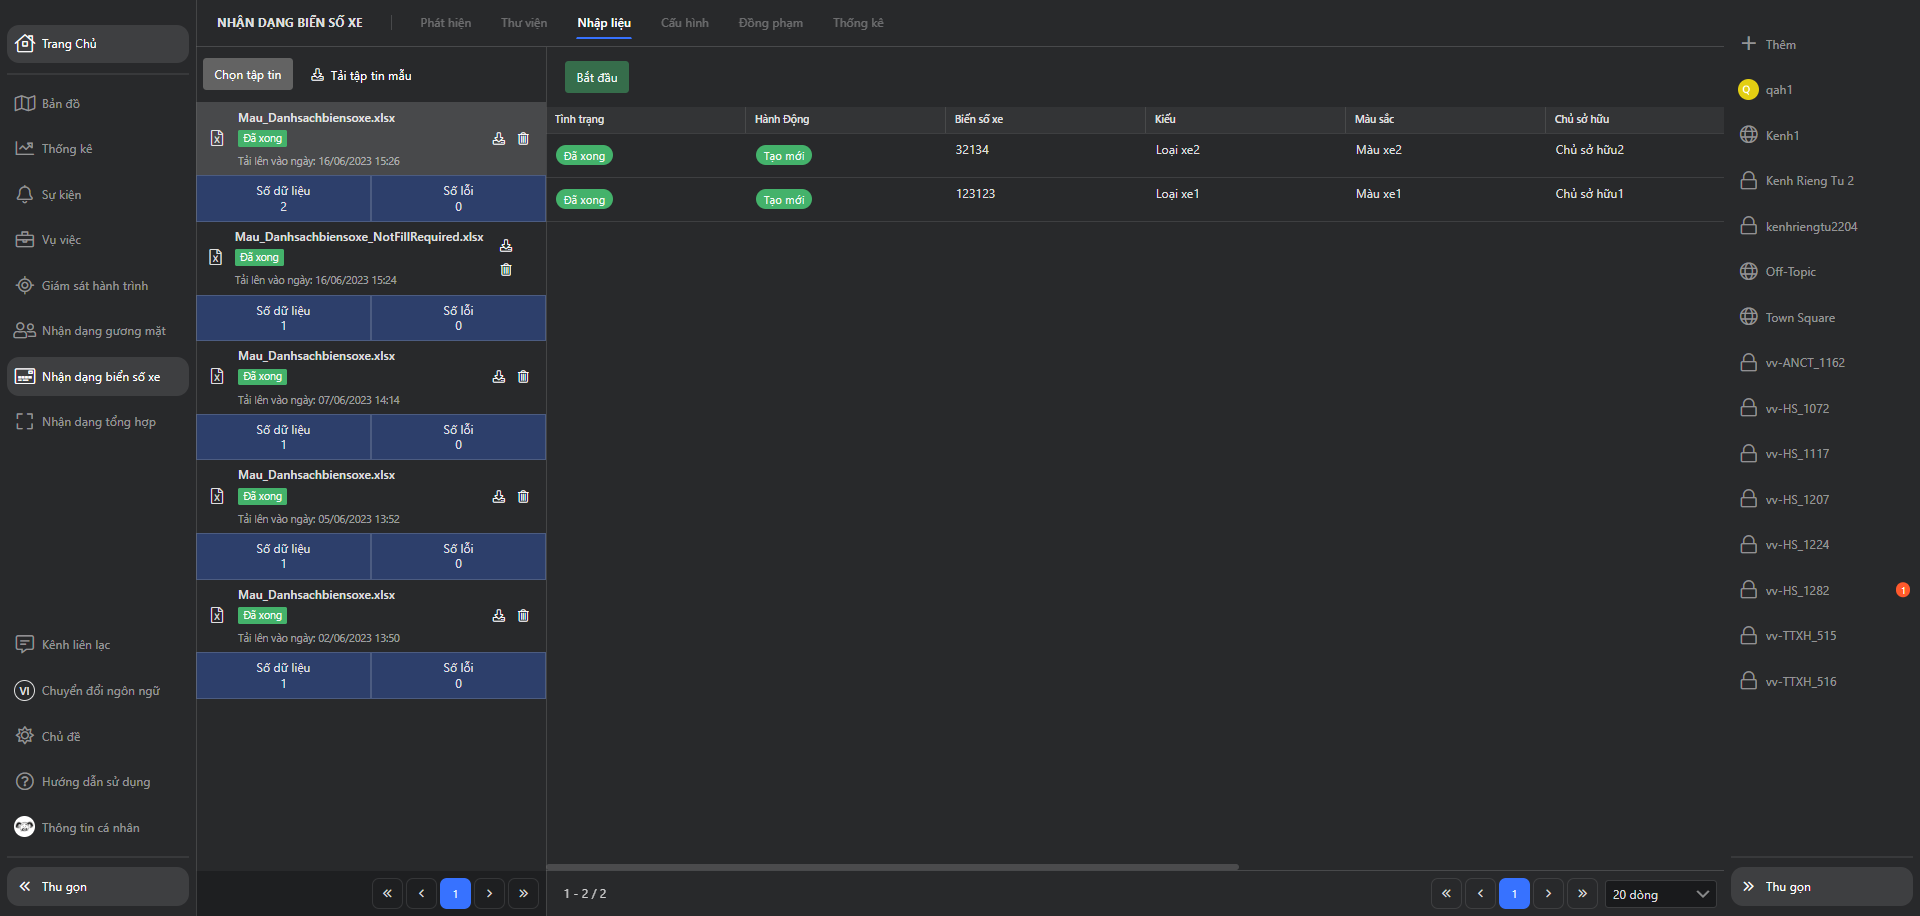 Trang Chủ
Bản đồ
Thống kê
Sự kiện
Vụ việc
Giám sát hành trình
Nhận dạng gương mặt
Nhận dạng biển số xe
Nhận dạng tổng hợp
Kênh liên lạc
VI Chuyển đổi ngôn ngữ
Chủ đề
Hướng dẫn sử dụng
Thông tin cá nhân
Thu gọn
NHẬN DẠNG BIỂN SỐ XE
Phát hiện Thư viện Nhập liệu Cấu hình Đồng phạm Thống kê
Chọn tập tin Tải tập tin mẫu
Mau_Danhsachbiensoxe.xlsx
Đã xong
Tải lên vào ngày: 16/06/2023 15:26
Số dữ liệu Số lỗi
2 0
Mau_Danhsachbiensoxe_NotFillRequired.xlsx
Đã xong
Tải lên vào ngày: 16/06/2023 15:24
Số dữ liệu Số lỗi
1 0
Mau_Danhsachbiensoxe.xlsx
Đã xong
Tải lên vào ngày: 07/06/2023 14:14
Số dữ liệu Số lỗi
1 0
Mau_Danhsachbiensoxe.xlsx
Đã xong
Tải lên vào ngày: 05/06/2023 13:52
Số dữ liệu Số lỗi
1 0
Mau_Danhsachbiensoxe.xlsx
Đã xong
Tải lên vào ngày: 02/06/2023 13:50
Số dữ liệu Số lỗi
1 0
1
Bắt đầu
Tình trạng Hành Động Biển số xe Kiểu Màu sắc Chủ sở hữu
Đã xong Tạo mới 32134 Loại xe2 Màu xe2 Chủ sở hữu2
Đã xong Tạo mới 123123 Loại xe1 Màu xe1 Chủ sở hữu1
1 - 2 / 2
1
20 dòng
Thêm
Q qah1
Kenh1
Kenh Rieng Tu 2
kenhriengtu2204
Off-Topic
Town Square
vv-ANCT_1162
vv-HS_1072
vv-HS_1117
vv-HS_1207
vv-HS_1224
vv-HS_1282 1
vv-TTXH_515
vv-TTXH_516
Thu gọn